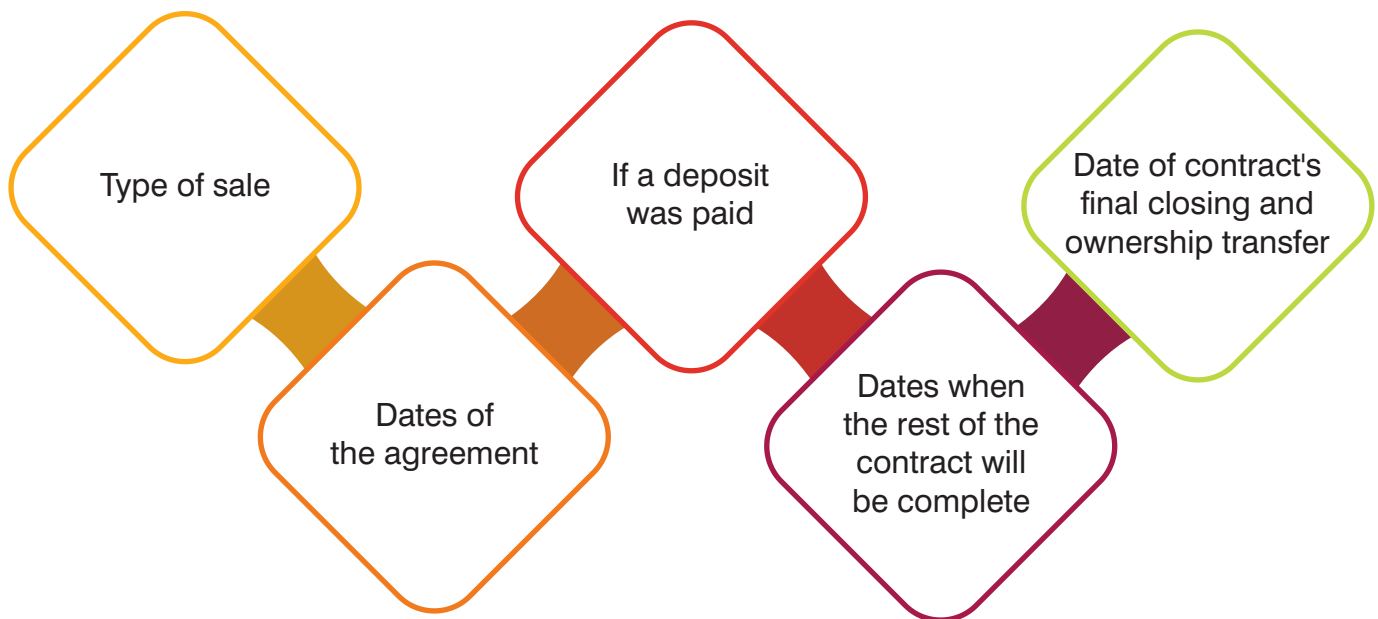 Type of sale
Dates of
the agreement
If a deposit
was paid
Dates when
the rest of the
contract will
be complete
Date of contract's
final closing and
ownership transfer